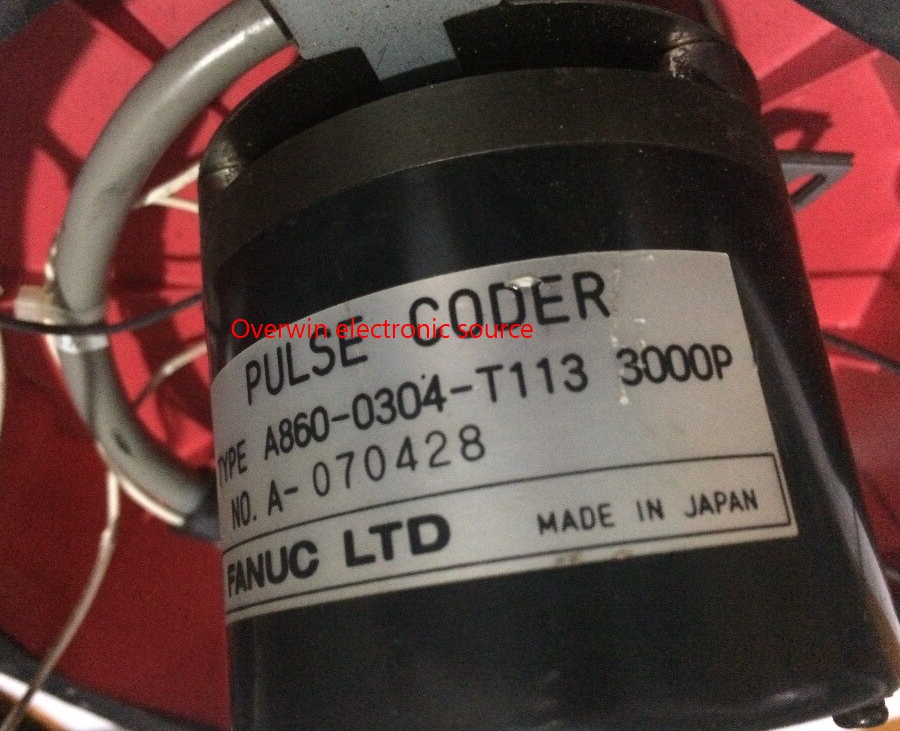 PULSE CODER
Overwin electronic source
TYPE A860-0304-T113 3000P
NO. A-070428
FANUC LTD MADE IN JAPAN